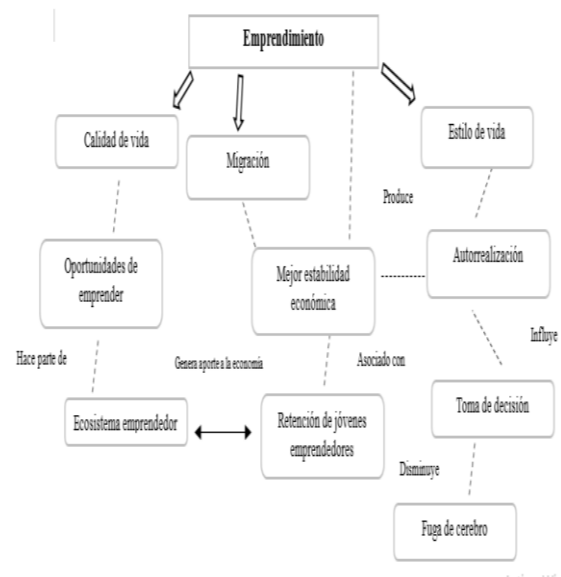 Emprendimiento
Calidad de vida
Migración
Estilo de vida
Produce
Oportunidades de
emprender
Mejor estabilidad
económica
Autorrealización
Hace parte de
Genera aporte a la economia
Asociado con
Influye
Ecosistema emprendedor
Retención de jóvenes
emprendedores
Toma de decisión
Disminuye
Fuga de cerebro